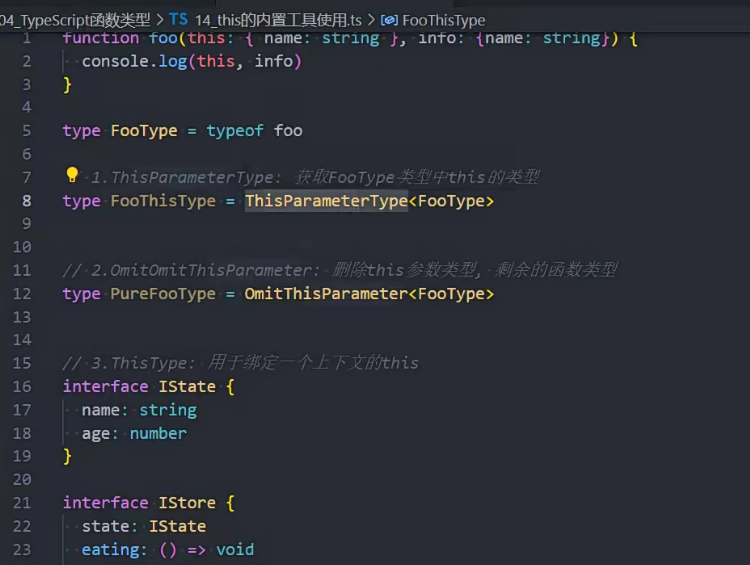 04_TypeScript函数类型 > TS 14_this的内置工具使用.ts > FooThisType
1 function foo(this: { name: string }, info: {name: string}) {
2 console.log(this, info)
3 }
4
5 type FooType = typeof foo
6
7 1.ThisParameterType: 获取FooType类型中this的类型
8 type FooThisType = ThisParameterType<FooType>
9
10
11 // 2.OmitOmitThisParameter: 删除this参数类型, 剩余的函数类型
12 type PureFooType = OmitThisParameter<FooType>
13
14
15 // 3.ThisType: 用于绑定一个上下文的this
16 interface IState {
17 name: string
18 age: number
19 }
20
21 interface IStore {
22 state: IState
23 eating: () => void